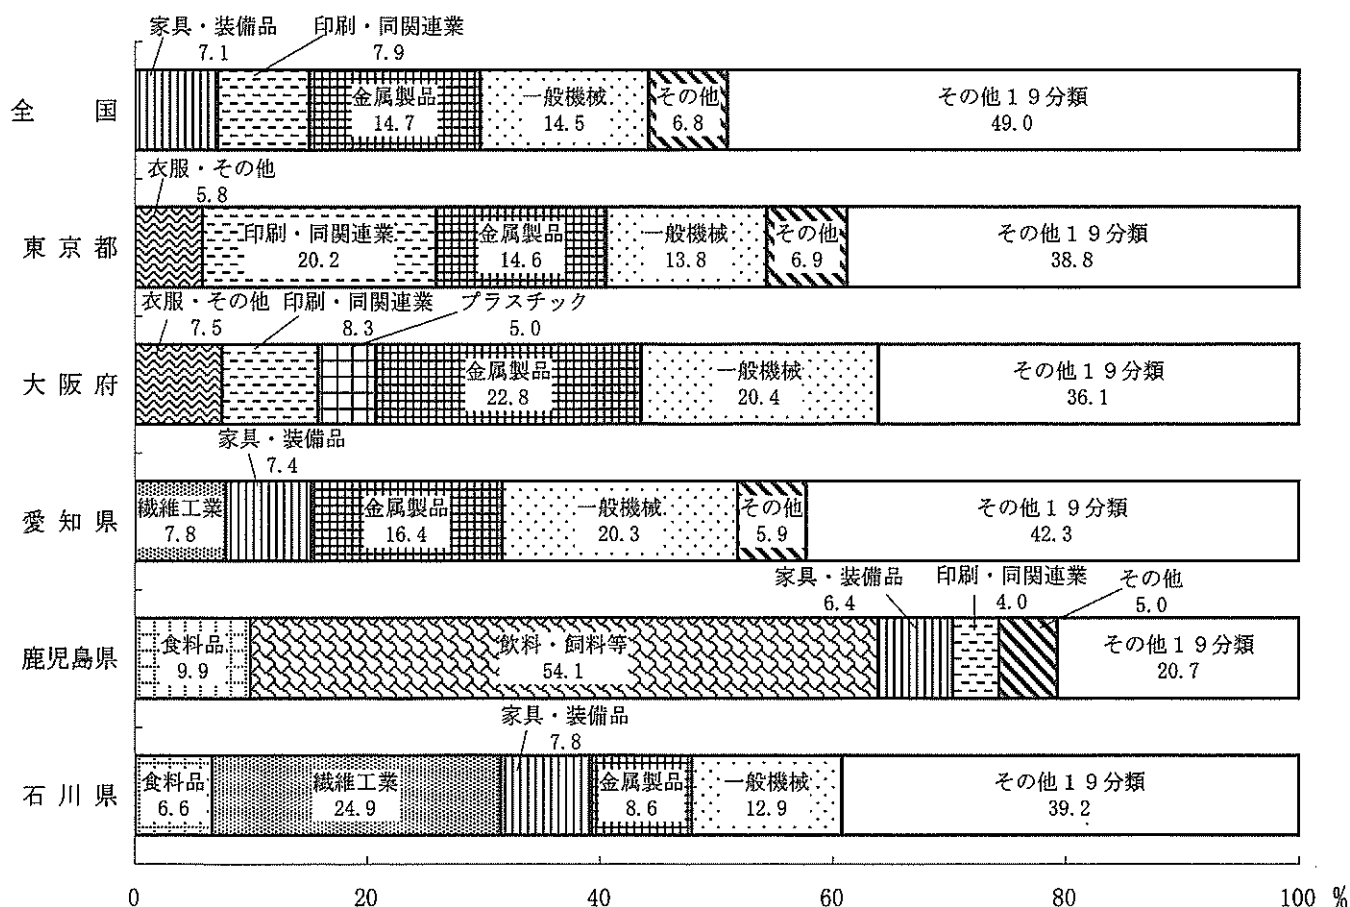 家具・装備品 印刷・同関連業
7.1 7.9
全 国 金属製品 一般機械 その他 その他１９分類
14.7 14.5 6.8 49.0
衣服・その他
5.8
東京都 印刷・同関連業 金属製品 一般機械 その他 その他１９分類
20.2 14.6 13.8 6.9 38.8
衣服・その他 印刷・同関連業 プラスチック
7.5 8.3 5.0
大阪府 金属製品 一般機械 その他１９分類
22.8 20.4 36.1
家具・装備品
7.4
愛知県 繊維工業 金属製品 一般機械 その他 その他１９分類
7.8 16.4 20.3 5.9 42.3
家具・装備品 印刷・同関連業 その他
6.4 4.0 5.0
鹿児島県 食料品 飲料・飼料等 その他１９分類
9.9 54.1 20.7
家具・装備品
7.8
石川県 食料品 繊維工業 金属製品 一般機械 その他１９分類
6.6 24.9 8.6 12.9 39.2
0 20 40 60 80 100 %